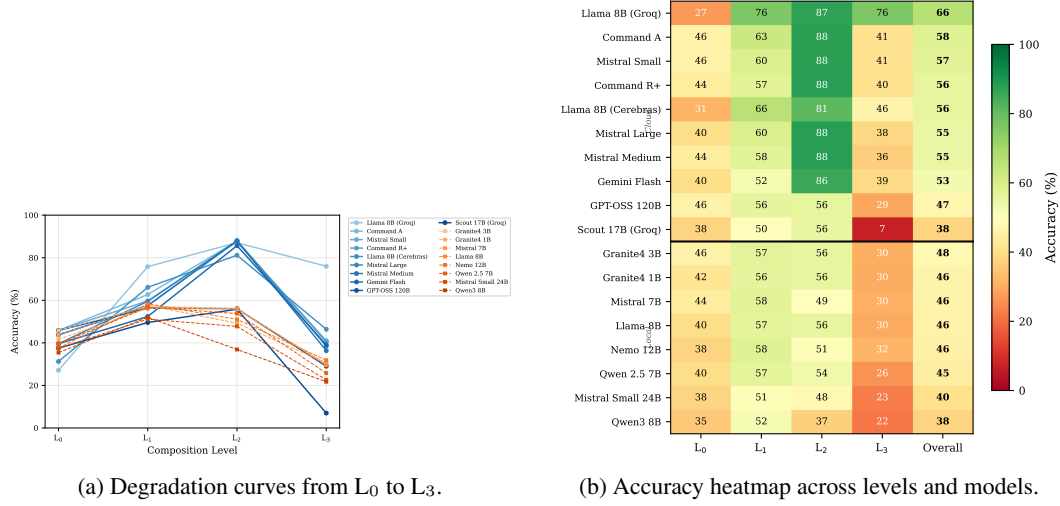 100
80
60
40
20
0
Accuracy (%)
L0 L1 L2 L3
Composition Level
Llama 8B (Groq)
Command A
Mistral Small
Command R+
Llama 8B (Cerebras)
Mistral Large
Mistral Medium
Gemini Flash
GPT-OSS 120B
Scout 17B (Groq)
Granite4 3B
Granite4 1B
Mistral 7B
Llama 8B
Nemo 12B
Qwen 2.5 7B
Mistral Small 24B
Qwen3 8B
(a) Degradation curves from L0 to L3.
Llama 8B (Groq) 27 76 87 76 66
Command A 46 63 88 41 58
Mistral Small 46 60 88 41 57
Command R+ 44 57 88 40 56
Llama 8B (Cerebras) 31 66 81 46 56
Mistral Large 40 60 88 38 55
Mistral Medium 44 58 88 36 55
Gemini Flash 40 52 86 39 53
GPT-OSS 120B 46 56 56 29 47
Scout 17B (Groq) 38 50 56 7 38
Granite4 3B 46 57 56 30 48
Granite4 1B 42 56 56 30 46
Mistral 7B 44 58 49 30 46
Llama 8B 40 57 56 30 46
Nemo 12B 38 58 51 32 46
Qwen 2.5 7B 40 57 54 26 45
Mistral Small 24B 38 51 48 23 40
Qwen3 8B 35 52 37 22 38
L0 L1 L2 L3 Overall
100
80
60
40
20
0
Accuracy (%)
(b) Accuracy heatmap across levels and models.